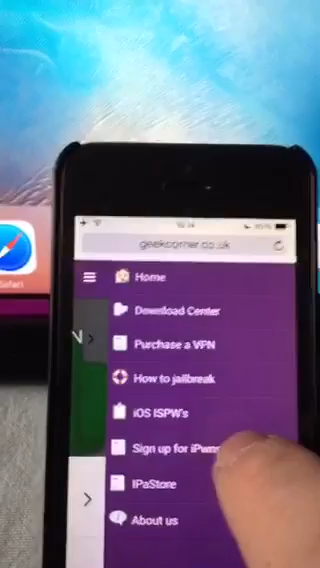 geekcorner.co.uk
Home
Download Center
Purchase a VPN
How to jailbreak
Safari
iOS ISPW's
Sign up for iPwns
IPaStore
About us